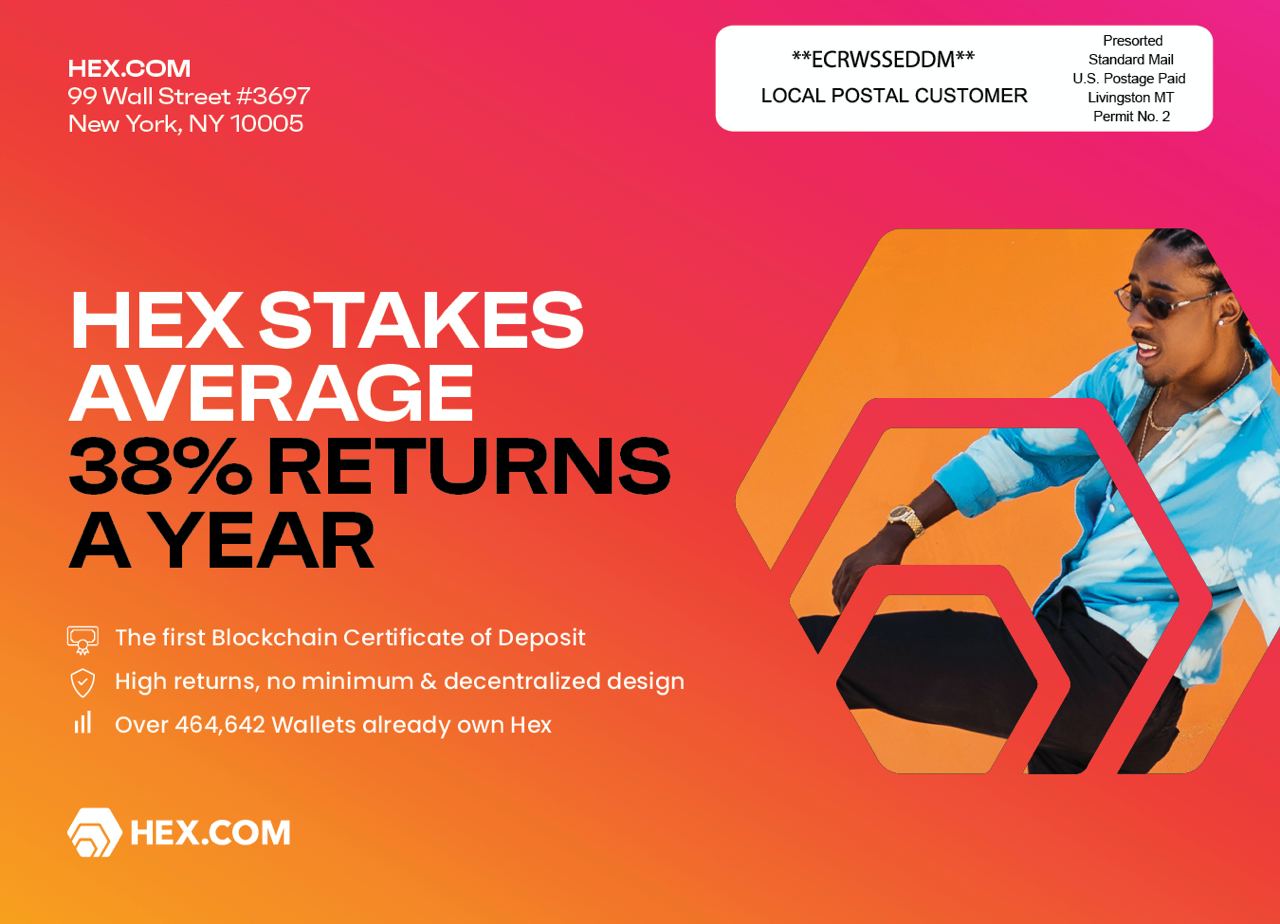 HEX.COM
99 Wall Street #3697
New York, NY 10005
**ECRWSSEDDM**
LOCAL POSTAL CUSTOMER
Presorted
Standard Mail
U.S. Postage Paid
Livingston MT
Permit No. 2
HEX STAKES
AVERAGE
38% RETURNS
A YEAR
The first Blockchain Certificate of Deposit
High returns, no minimum & decentralized design
Over 464,642 Wallets already own Hex
HEX.COM